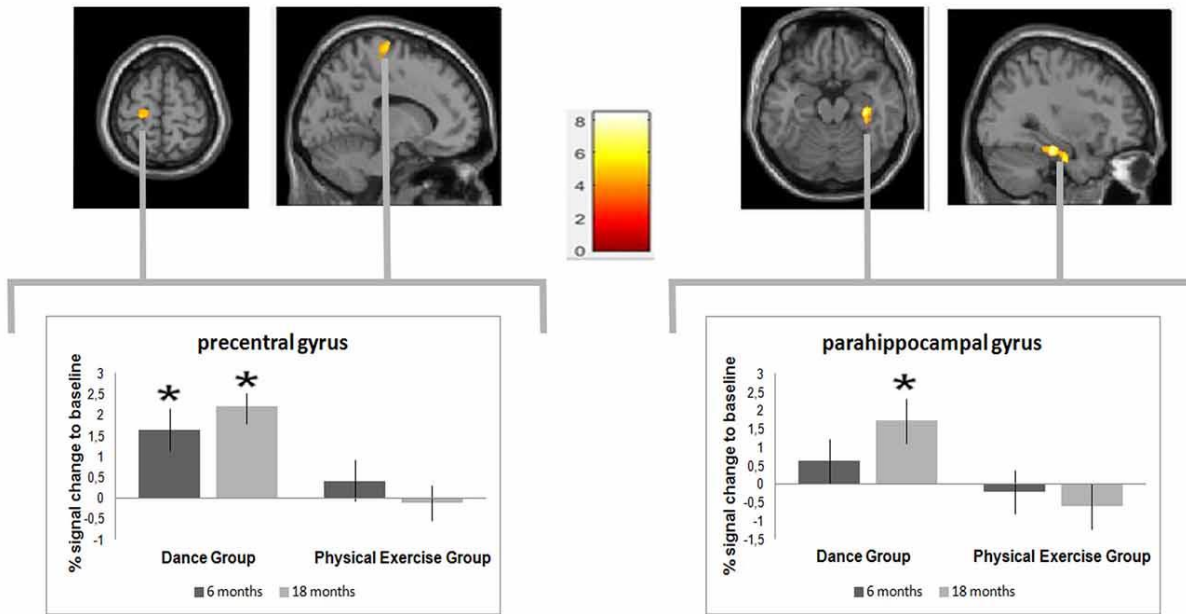 8
6
4
2
0
precentral gyrus
% signal change to baseline
3
2,5
2
1,5
1
0,5
0
-0,5
-1
*
*
Dance Group
Physical Exercise Group
6 months
18 months
parahippocampal gyrus
% signal change to baseline
3
2,5
2
1,5
1
0,5
0
-0,5
-1
-1,5
*
Dance Group
Physical Exercise Group
6 months
18 months